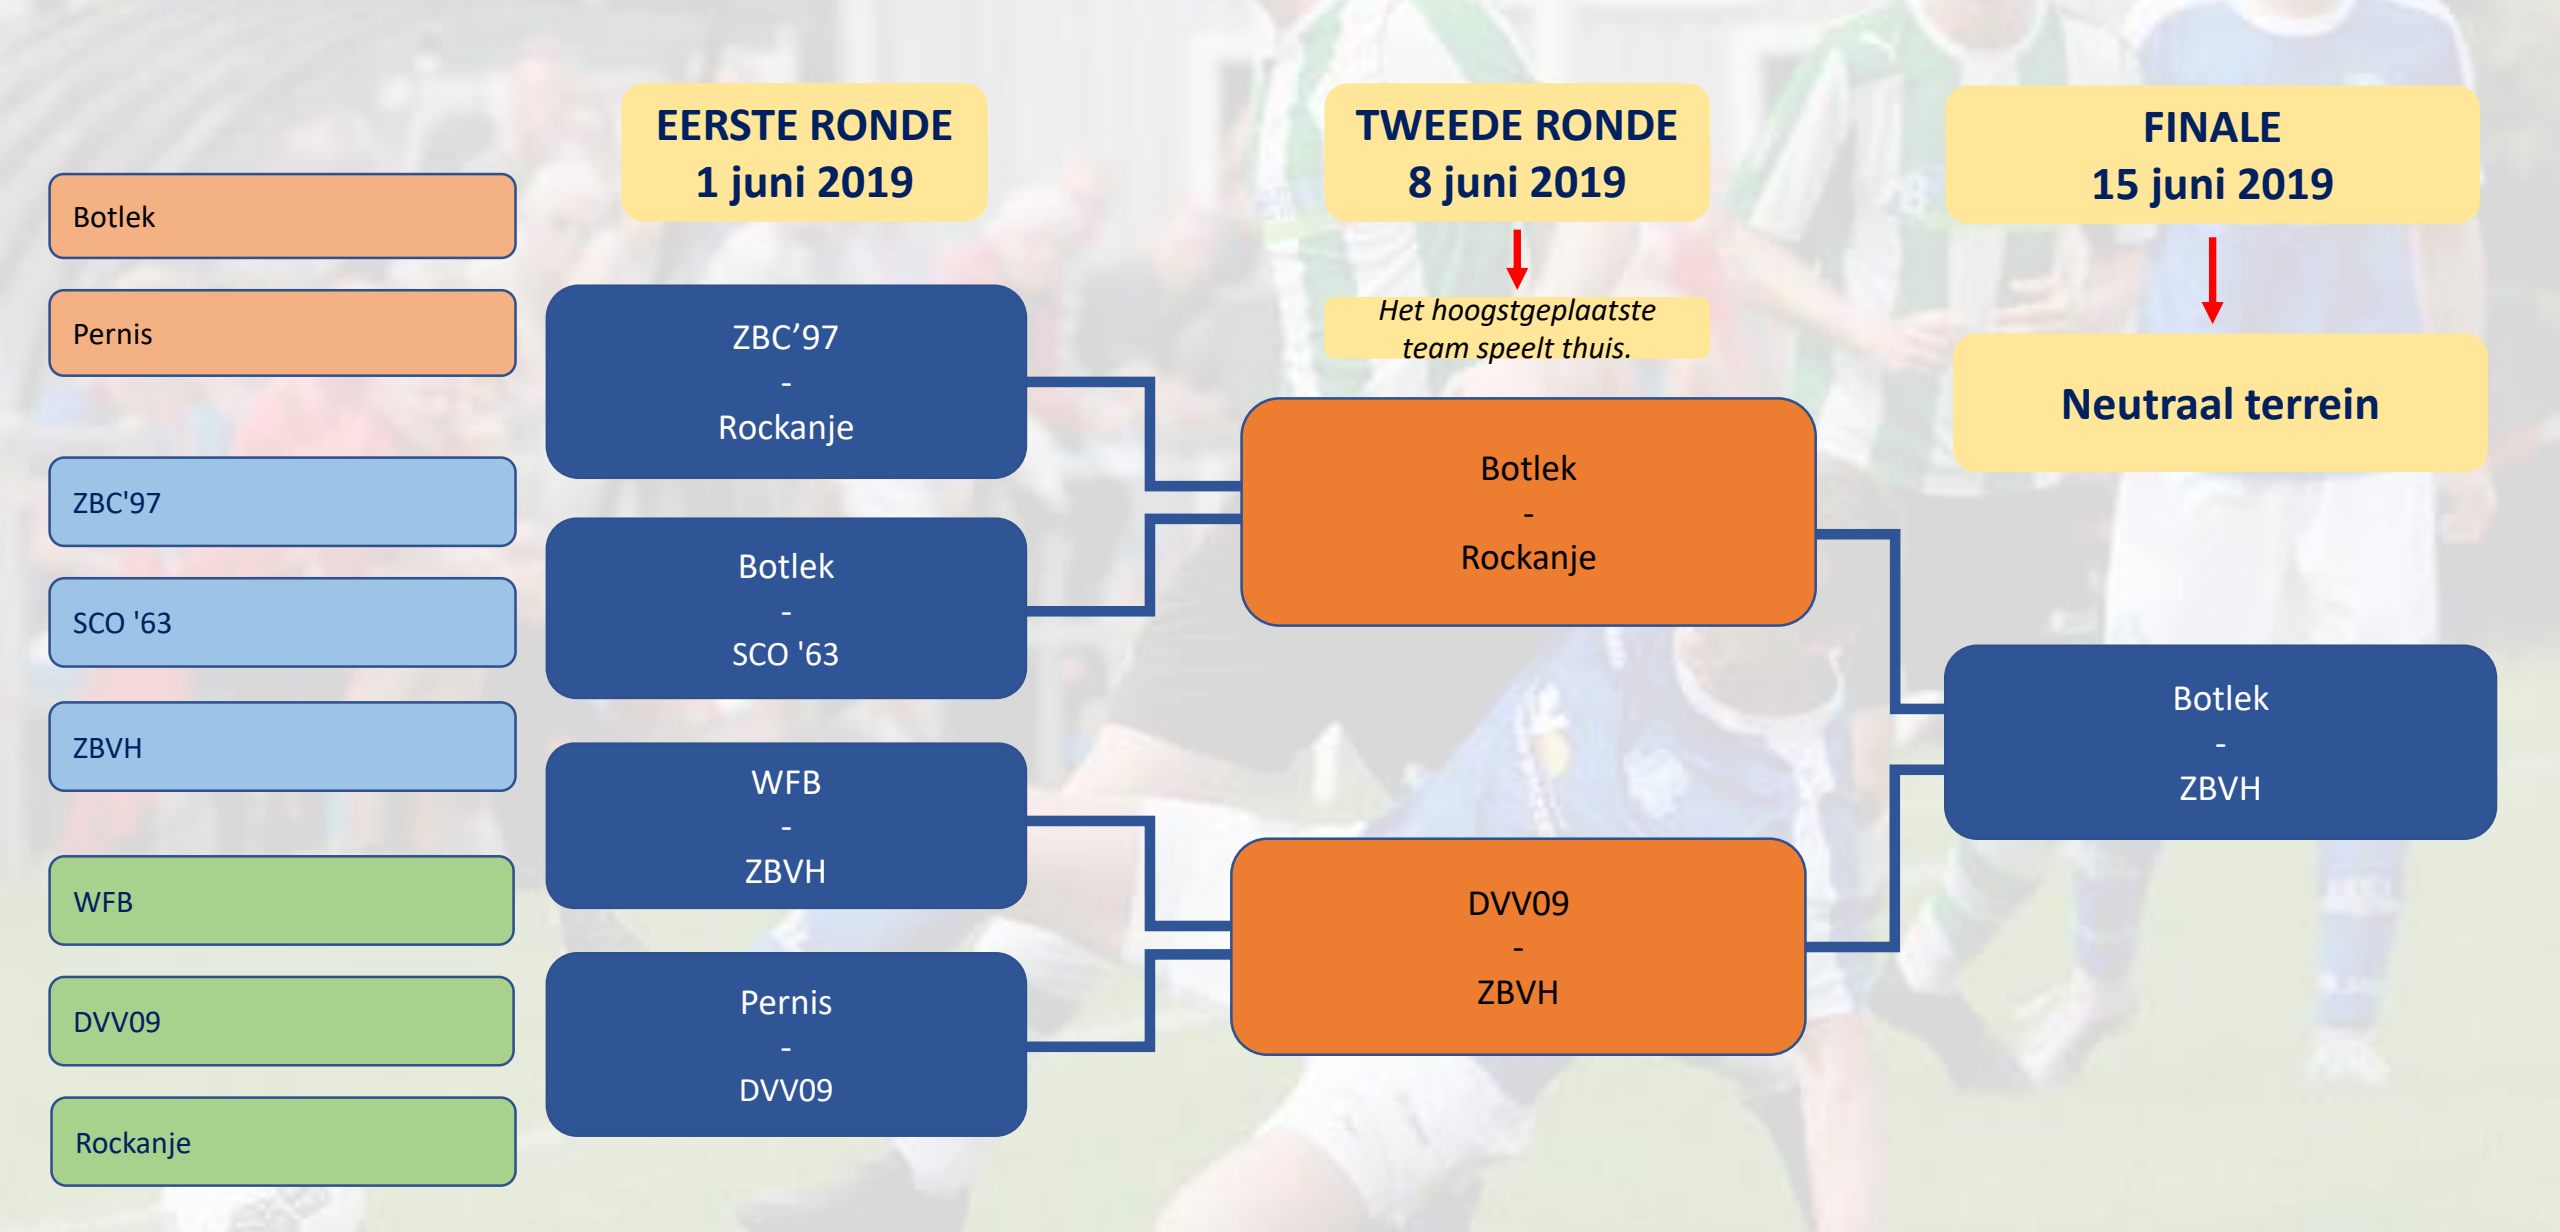 Botlek
Pernis
ZBC'97
SCO '63
ZBVH
WFB
DVV09
Rockanje
EERSTE RONDE
1 juni 2019
ZBC’97
-
Rockanje
Botlek
-
SCO '63
WFB
-
ZBVH
Pernis
-
DVV09
TWEEDE RONDE
8 juni 2019
Het hoogstgeplaatste
team speelt thuis.
Botlek
-
Rockanje
DVV09
-
ZBVH
FINALE
15 juni 2019
Neutraal terrein
Botlek
-
ZBVH